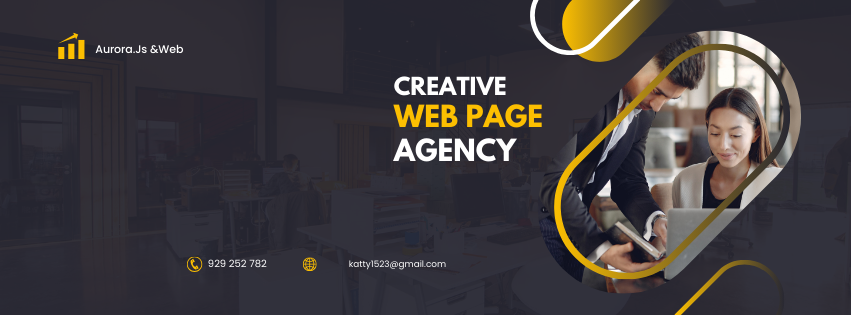 Aurora.Js &Web
CREATIVE
WEB PAGE
AGENCY
929 252 782
katty1523@gmail.com